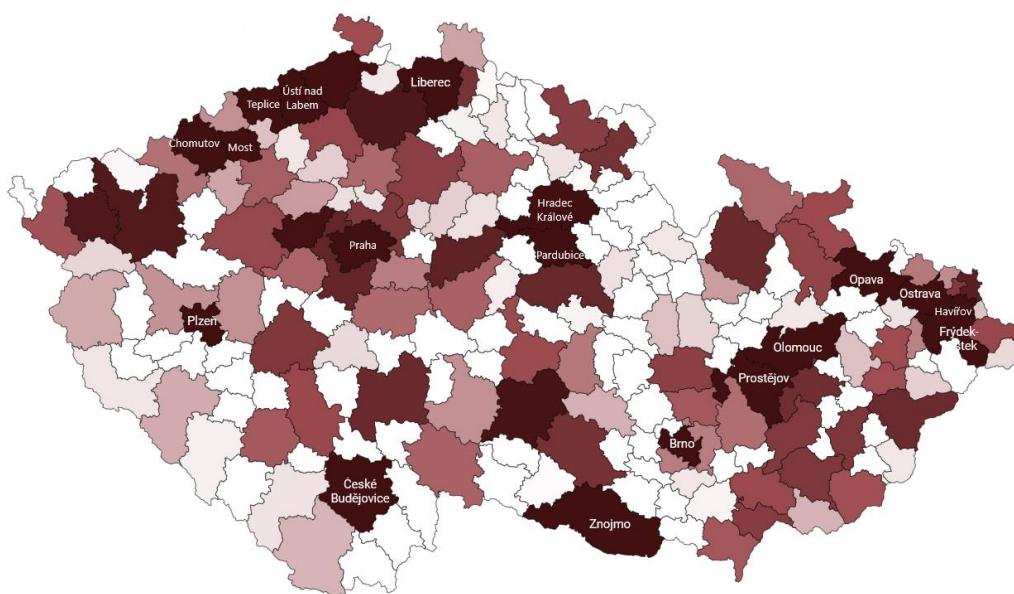 Liberec
Ústí nad
Labem
Teplice
Chomutov
Most
Hradec
Králové
Praha
Pardubice
Opava
Ostrava
Plzeň
Havířov
Frýdek-
stek
Olomouc
Prostějov
Brno
České
Budějovice
Znojmo